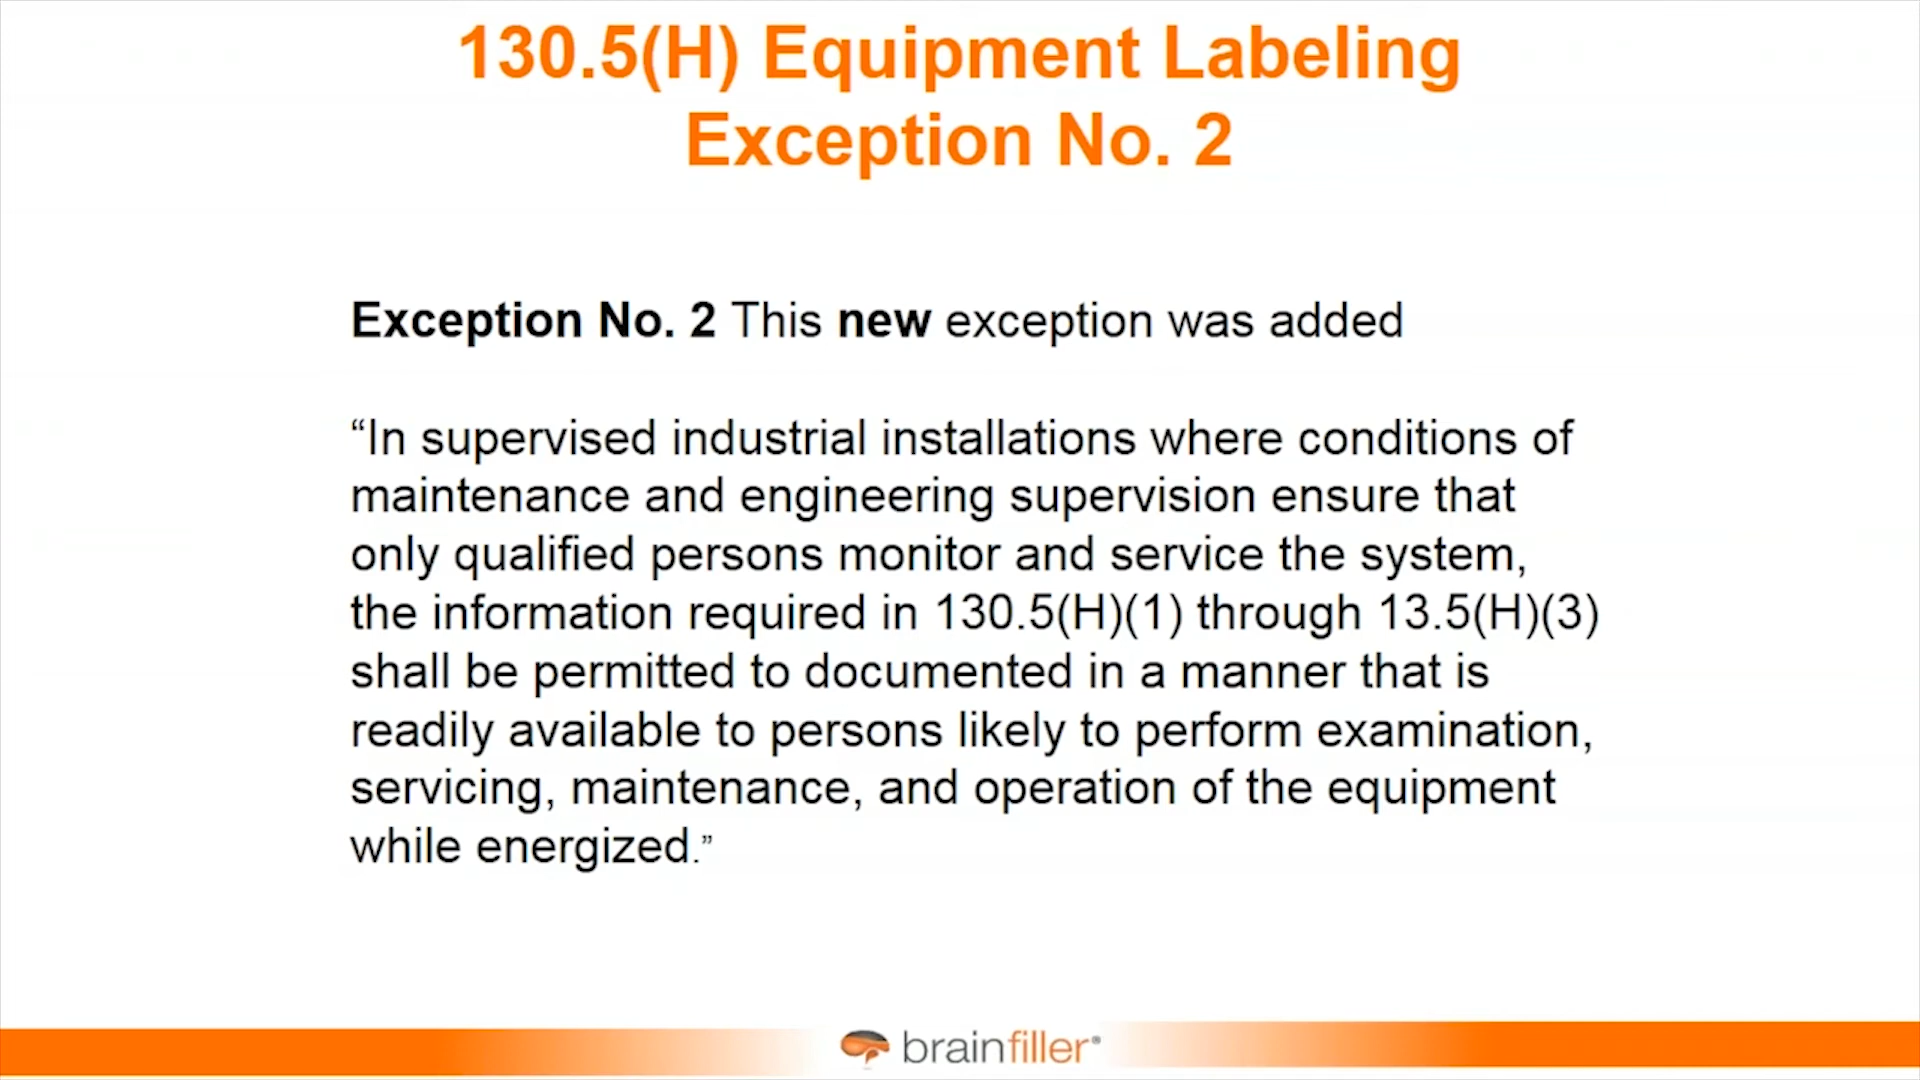 130.5(H) Equipment Labeling
Exception No. 2
Exception No. 2 This new exception was added
“In supervised industrial installations where conditions of
maintenance and engineering supervision ensure that
only qualified persons monitor and service the system,
the information required in 130.5(H)(1) through 13.5(H)(3)
shall be permitted to documented in a manner that is
readily available to persons likely to perform examination,
servicing, maintenance, and operation of the equipment
while energized.”
brainfiller®